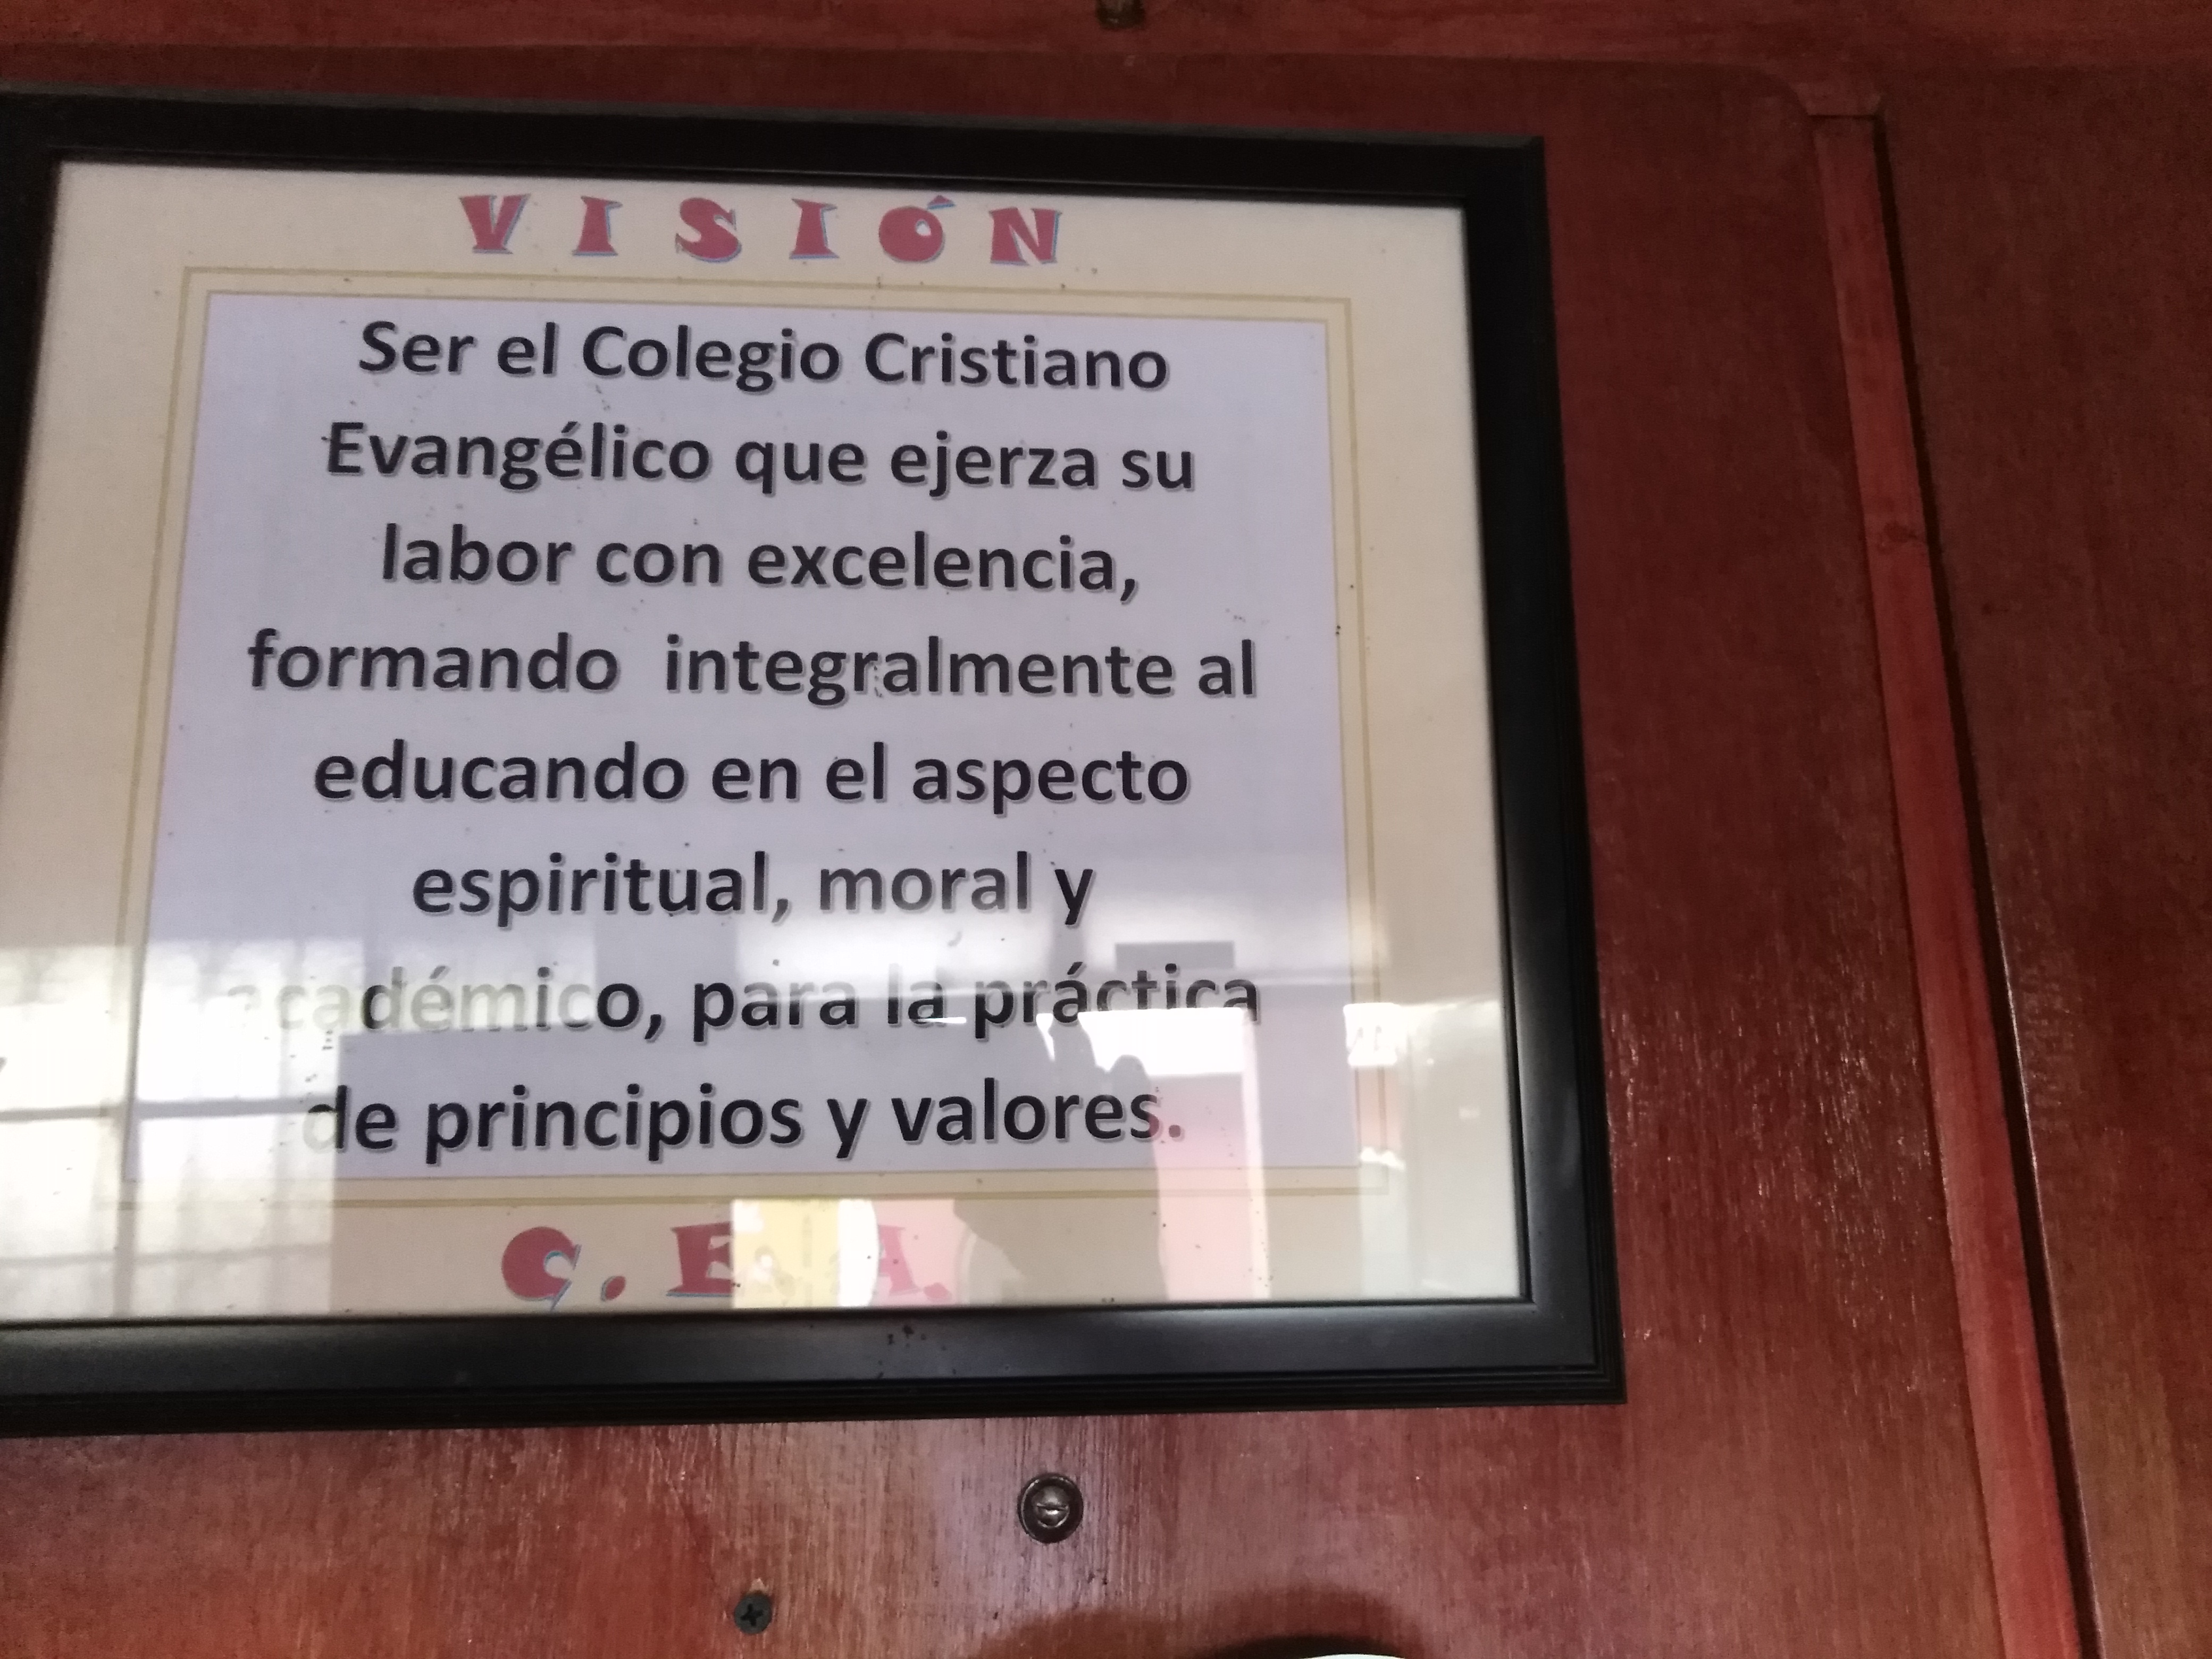 VISIÓN
Ser el Colegio Cristiano
Evangélico que ejerza su
labor con excelencia,
formando integralmente al
educando en el aspecto
espiritual, moral y
académico, para la práctica
de principios y valores.
C.E.A.